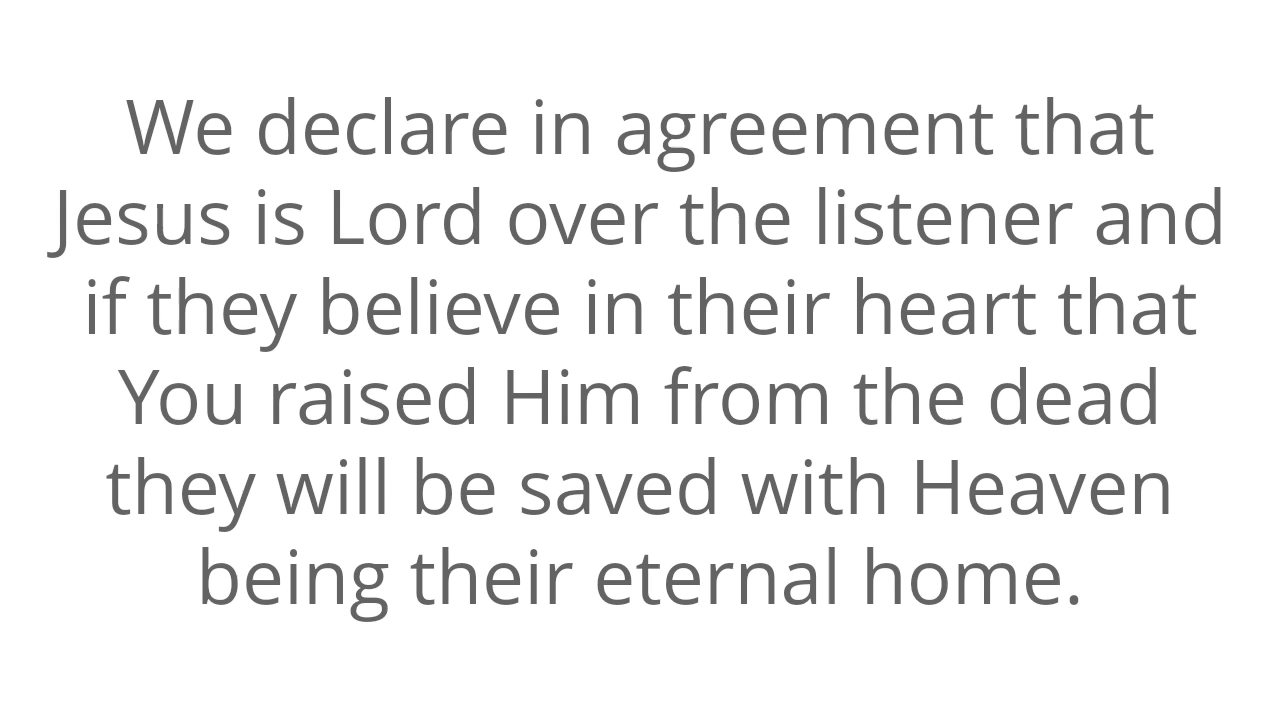 We declare in agreement that
Jesus is Lord over the listener and
if they believe in their heart that
You raised Him from the dead
they will be saved with Heaven
being their eternal home.